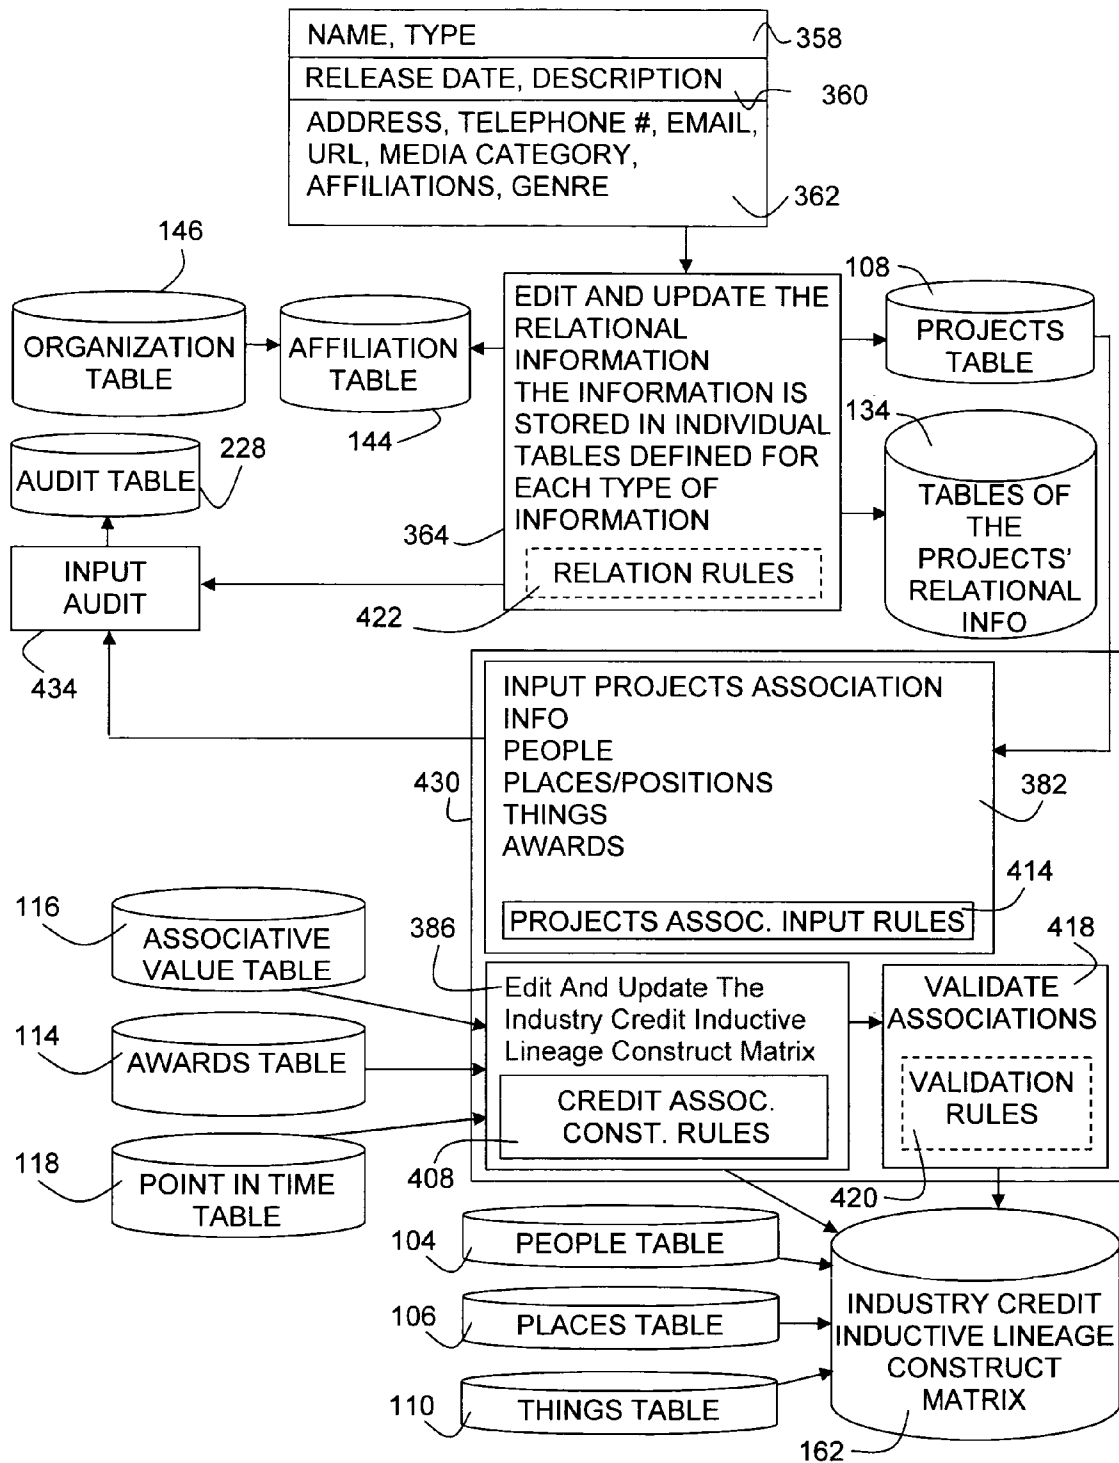 NAME, TYPE
358
RELEASE DATE, DESCRIPTION
360
ADDRESS, TELEPHONE #, EMAIL,
URL, MEDIA CATEGORY,
AFFILIATIONS, GENRE
362
146
ORGANIZATION
TABLE
AFFILIATION
TABLE
144
EDIT AND UPDATE THE
RELATIONAL
INFORMATION
THE INFORMATION IS
STORED IN INDIVIDUAL
TABLES DEFINED FOR
EACH TYPE OF
INFORMATION
364
RELATION RULES
422
108
PROJECTS
TABLE
134
TABLES OF
THE
PROJECTS'
RELATIONAL
INFO
228
AUDIT TABLE
INPUT
AUDIT
434
INPUT PROJECTS ASSOCIATION
INFO
PEOPLE
PLACES/POSITIONS
THINGS
AWARDS
430
382
414
PROJECTS ASSOC. INPUT RULES
116
ASSOCIATIVE
VALUE TABLE
114
AWARDS TABLE
118
POINT IN TIME
TABLE
386
Edit And Update The
Industry Credit Inductive
Lineage Construct Matrix
CREDIT ASSOC.
CONST. RULES
408
418
VALIDATE
ASSOCIATIONS
VALIDATION
RULES
420
104
PEOPLE TABLE
106
PLACES TABLE
110
THINGS TABLE
INDUSTRY CREDIT
INDUCTIVE LINEAGE
CONSTRUCT
MATRIX
162